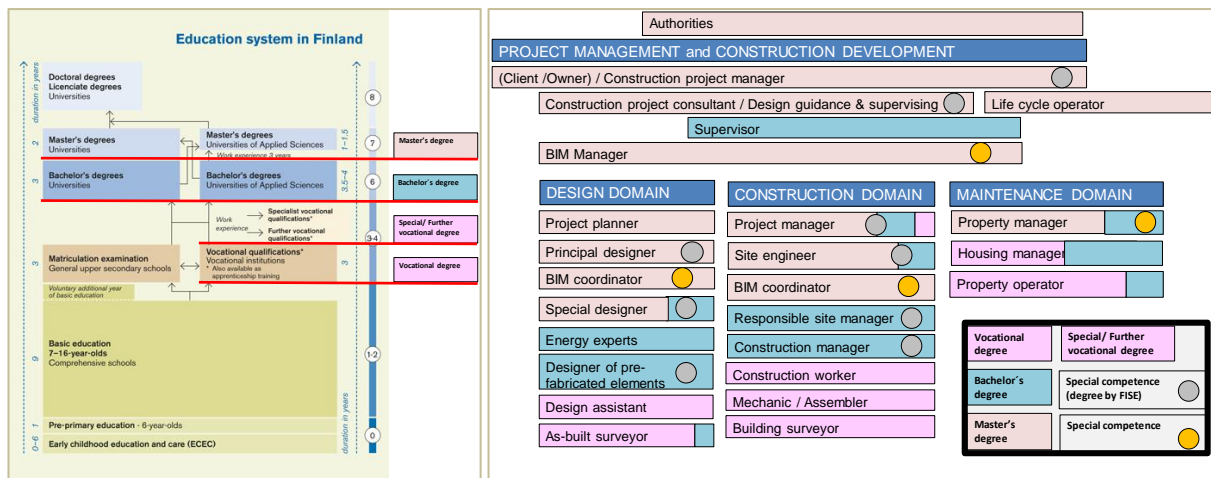 Education system in Finland
duration in years
Doctoral degrees
Licenciate degrees
Universities
8
2
Master's degrees
Universities
Master's degrees
Universities of Applied Sciences
Work experience 3 years
1–1.5
7
Master's degree
3
Bachelor's degrees
Universities
Bachelor's degrees
Universities of Applied Sciences
3.5–4
6
Bachelor´s degree
Work
experience
Specialist vocational
qualifications*
Further vocational
qualifications*
3-4
Special/ Further
vocational degree
3
Matriculation examination
General upper secondary schools
Vocational qualifications*
Vocational institutions
* Also available as
apprenticeship training
3
Vocational degree
Voluntary additional year
of basic education
9
Basic education
7–16-year-olds
Comprehensive schools
1-2
duration in years
1
Pre-primary education - 6-year-olds
0
0–6
Early childhood education and care (ECEC)
Authorities
PROJECT MANAGEMENT and CONSTRUCTION DEVELOPMENT
(Client /Owner) / Construction project manager
Construction project consultant / Design guidance & supervising
Life cycle operator
Supervisor
BIM Manager
DESIGN DOMAIN
Project planner
Principal designer
BIM coordinator
Special designer
Energy experts
Designer of pre-
fabricated elements
Design assistant
As-built surveyor
CONSTRUCTION DOMAIN
Project manager
Site engineer
BIM coordinator
Responsible site manager
Construction manager
Construction worker
Mechanic / Assembler
Building surveyor
MAINTENANCE DOMAIN
Property manager
Housing manager
Property operator
Vocational
degree
Special/ Further
vocational degree
Bachelor´s
degree
Special competence
(degree by FISE)
Master's
degree
Special competence